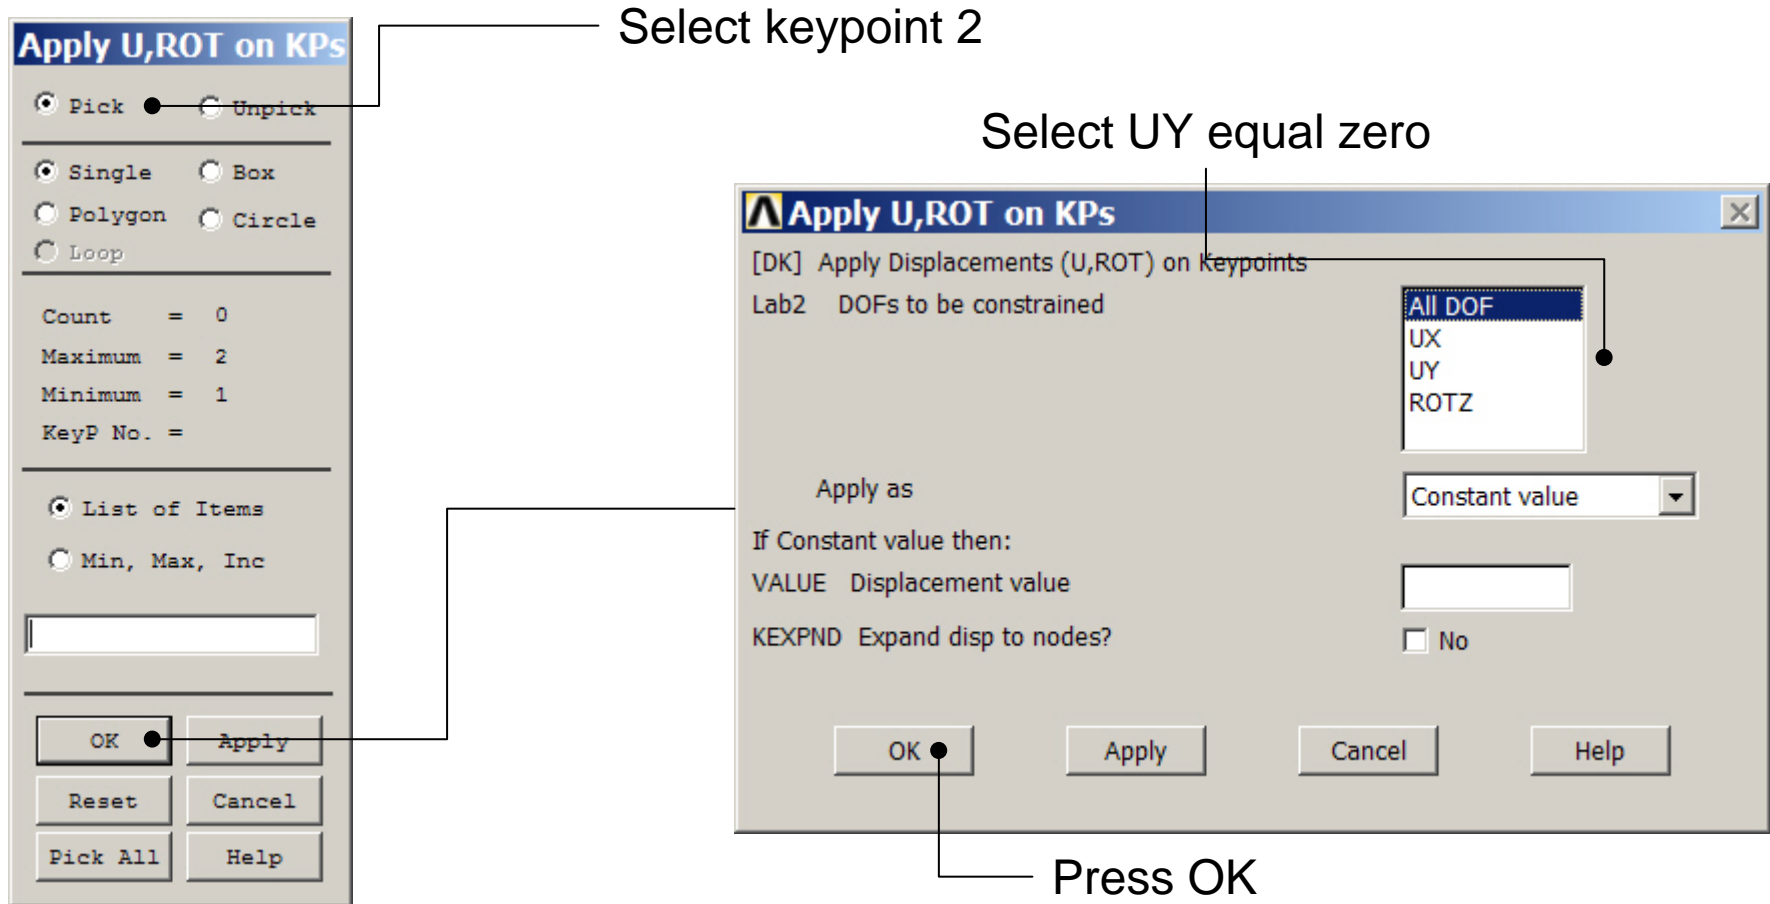 Select keypoint 2
Apply U,ROT on KPs
Pick Unpick
Single Box
Polygon Circle
Loop
Count = 0
Maximum = 2
Minimum = 1
KeyP No. =
List of Items
Min, Max, Inc
OK Apply
Reset Cancel
Pick All Help
Select UY equal zero
Apply U,ROT on KPs
[DK] Apply Displacements (U,ROT) on Keypoints
Lab2 DOFs to be constrained
All DOF
UX
UY
ROTZ
Apply as Constant value
If Constant value then:
VALUE Displacement value
KEXPND Expand disp to nodes? No
OK Apply Cancel Help
Press OK